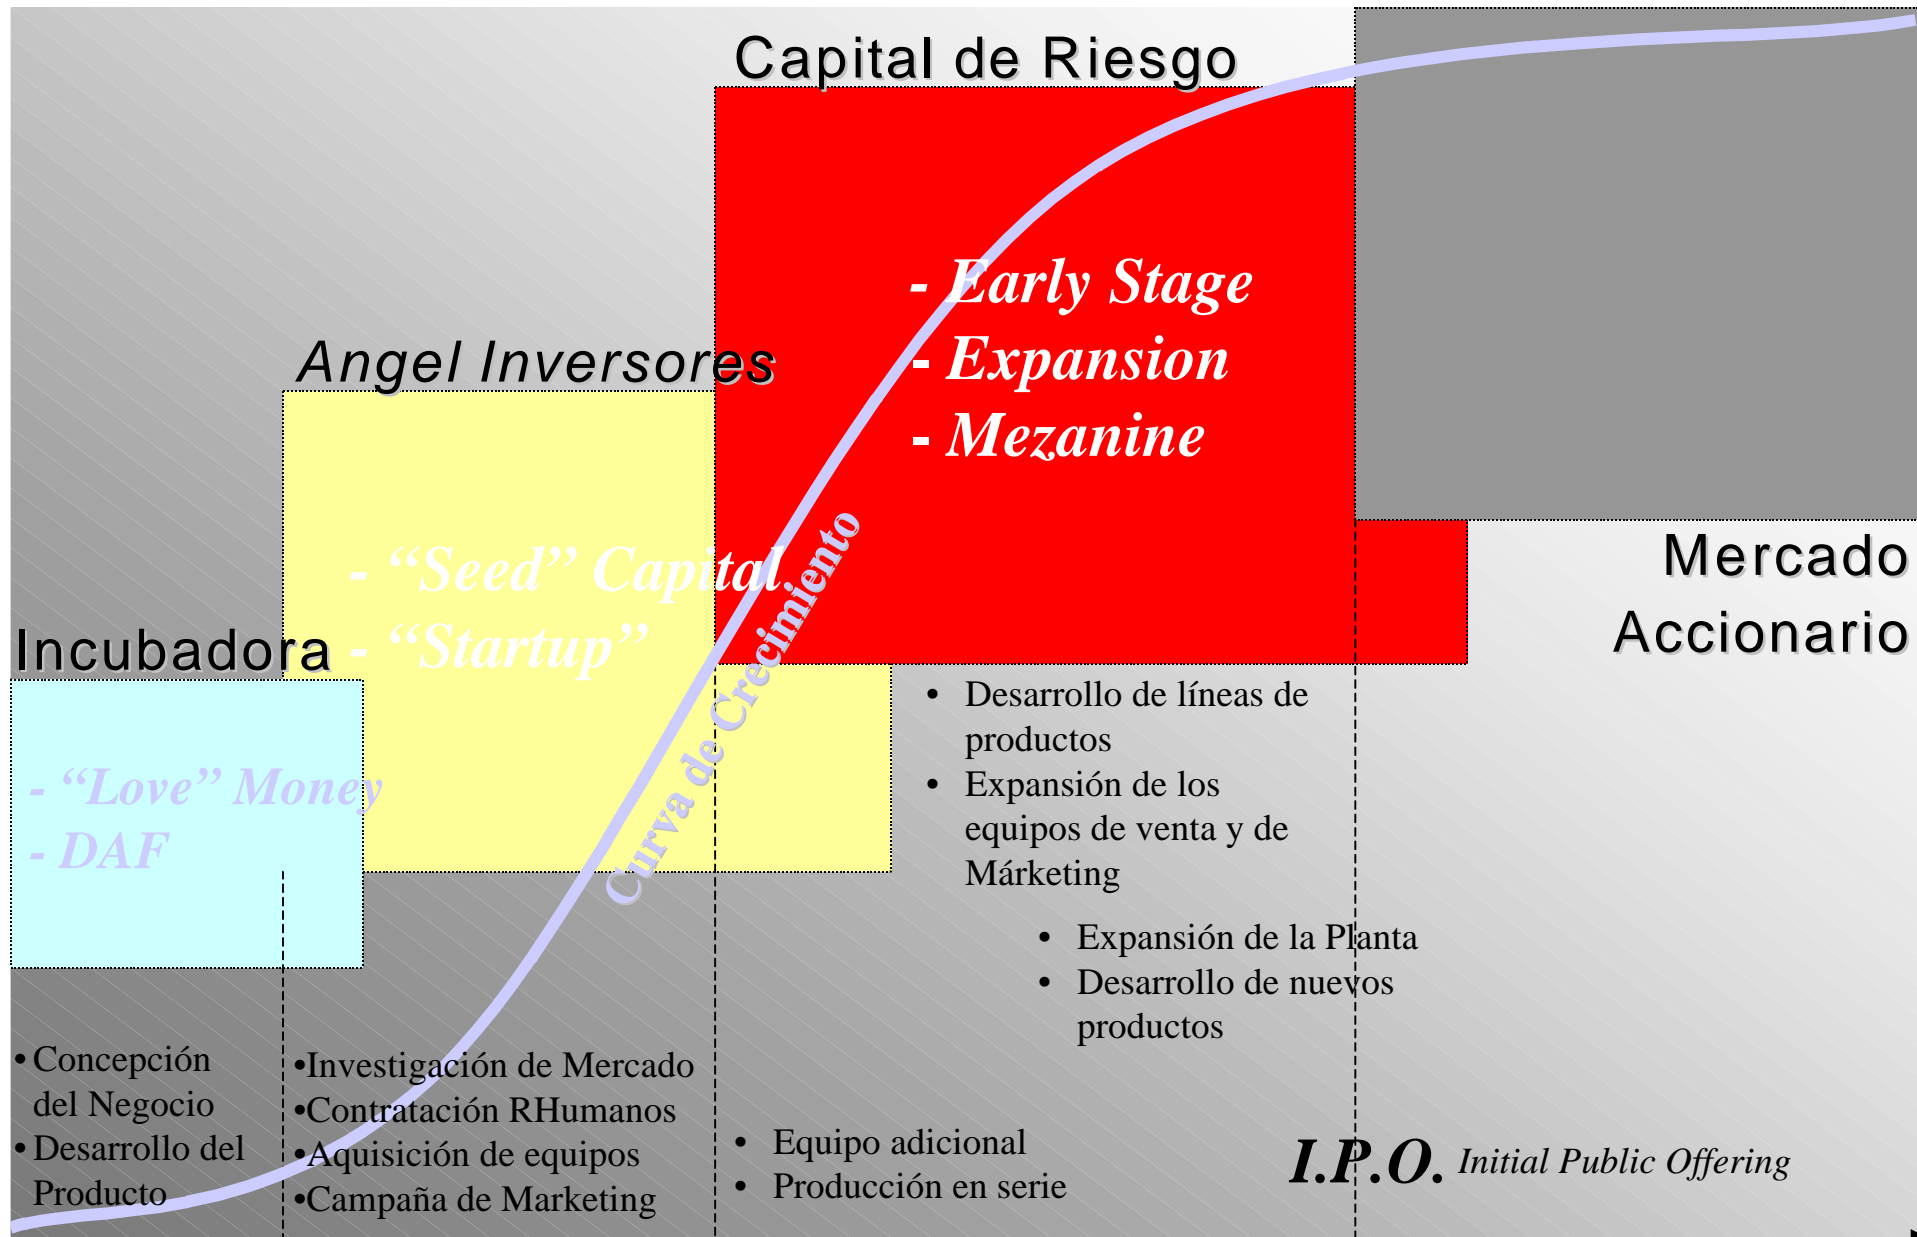 Capital de Riesgo
- Early Stage
- Expansion
- Mezanine
Angel Inversores
- “Seed” Capital
- “Startup”
Curva de Crecimiento
Mercado
Accionario
Incubadora
- “Love” Money
- DAF
• Desarrollo de líneas de
productos
• Expansión de los
equipos de venta y de
Márketing
• Expansión de la Planta
• Desarrollo de nuevos
productos
• Concepción
del Negocio
• Desarrollo del
Producto
•Investigación de Mercado
•Contratación RHumanos
•Aquisición de equipos
•Campaña de Marketing
• Equipo adicional
• Producción en serie
I.P.O. Initial Public Offering